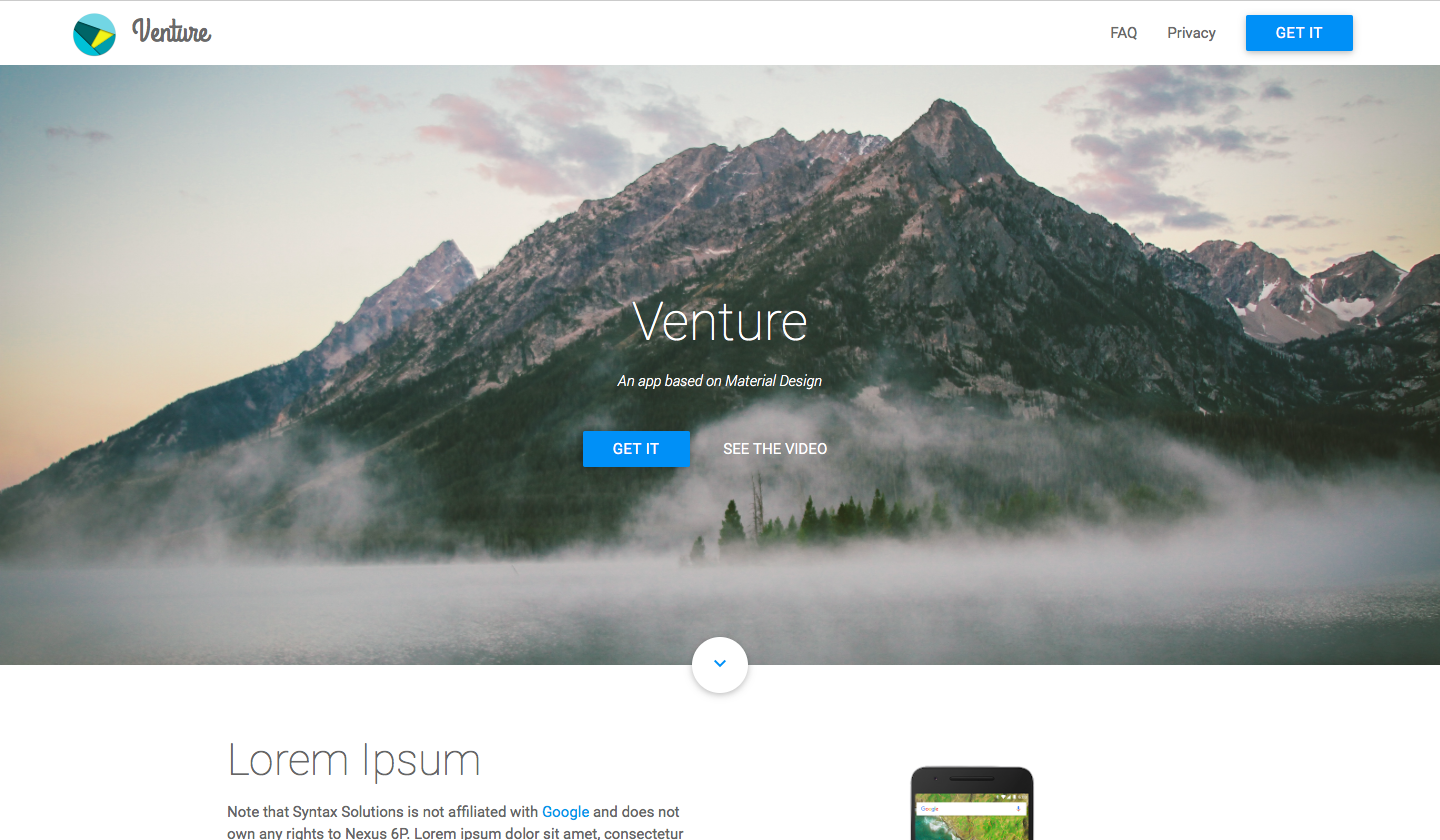 Venture
FAQ
Privacy
GET IT
Venture
An app based on Material Design
GET IT
SEE THE VIDEO
Lorem Ipsum
Note that Syntax Solutions is not affiliated with Google and does not
own any rights to Nexus 6P. Lorem ipsum dolor sit amet, consectetur
Google